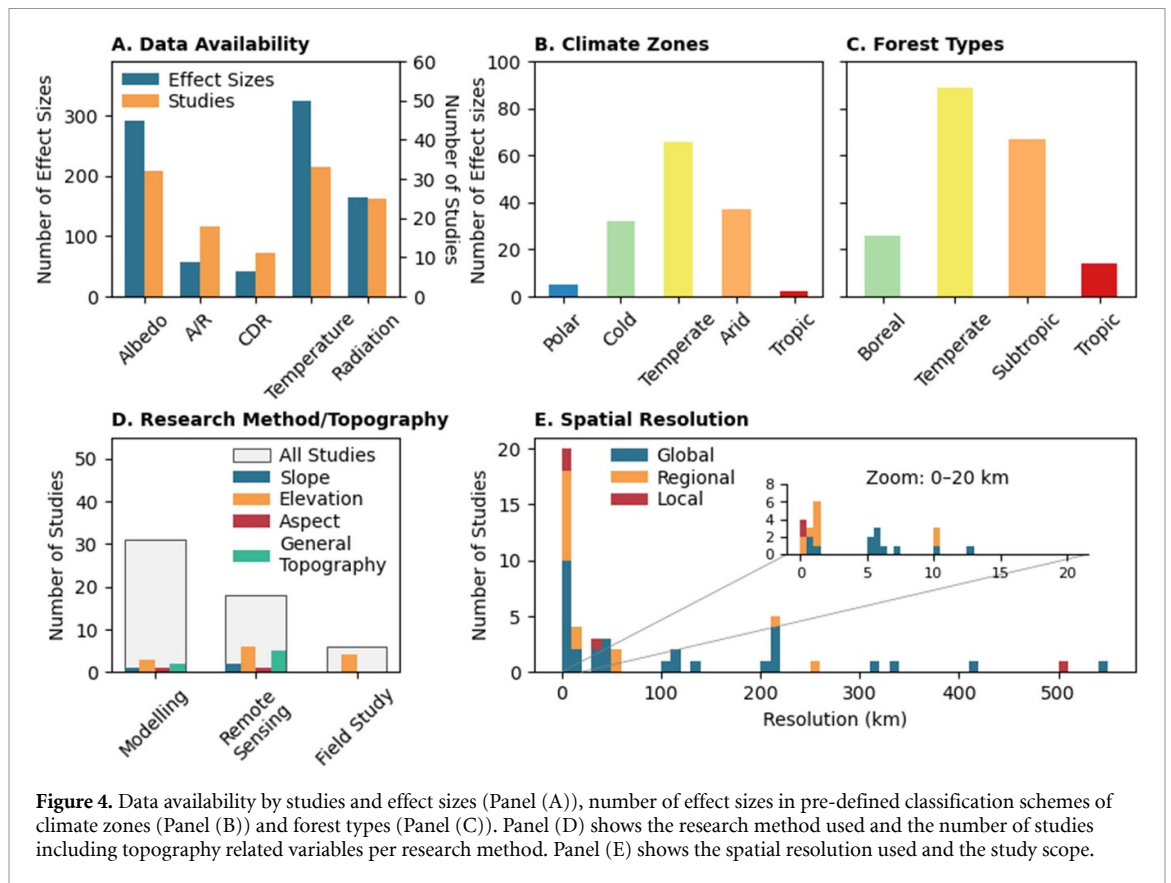 A. Data Availability
Effect Sizes
Studies
Number of Effect Sizes
300
200
100
0
60
50
40
30
20
10
0
Number of Studies
Albedo
A/R
CDR
Temperature
Radiation
B. Climate Zones
Number of Effect sizes
100
80
60
40
20
0
Polar
Cold
Temperate
Arid
Tropic
C. Forest Types
Boreal
Temperate
Subtropic
Tropic
D. Research Method/Topography
All Studies
Slope
Elevation
Aspect
General
Topography
Number of Studies
50
40
30
20
10
0
Modelling
Remote
Sensing
Field Study
E. Spatial Resolution
Global
Regional
Local
Number of Studies
20
15
10
5
0
0
100
200
300
400
500
Resolution (km)
Zoom: 0–20 km
8
6
4
2
0
0
5
10
15
20
Figure 4. Data availability by studies and effect sizes (Panel (A)), number of effect sizes in pre-defined classification schemes of
climate zones (Panel (B)) and forest types (Panel (C)). Panel (D) shows the research method used and the number of studies
including topography related variables per research method. Panel (E) shows the spatial resolution used and the study scope.